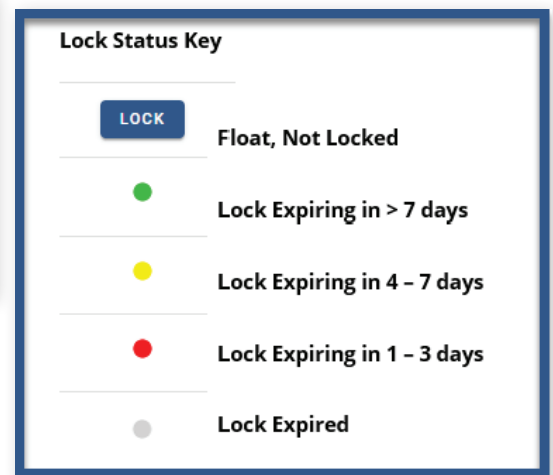 Lock Status Key
LOCK
Float, Not Locked
Lock Expiring in > 7 days
Lock Expiring in 4 – 7 days
Lock Expiring in 1 – 3 days
Lock Expired